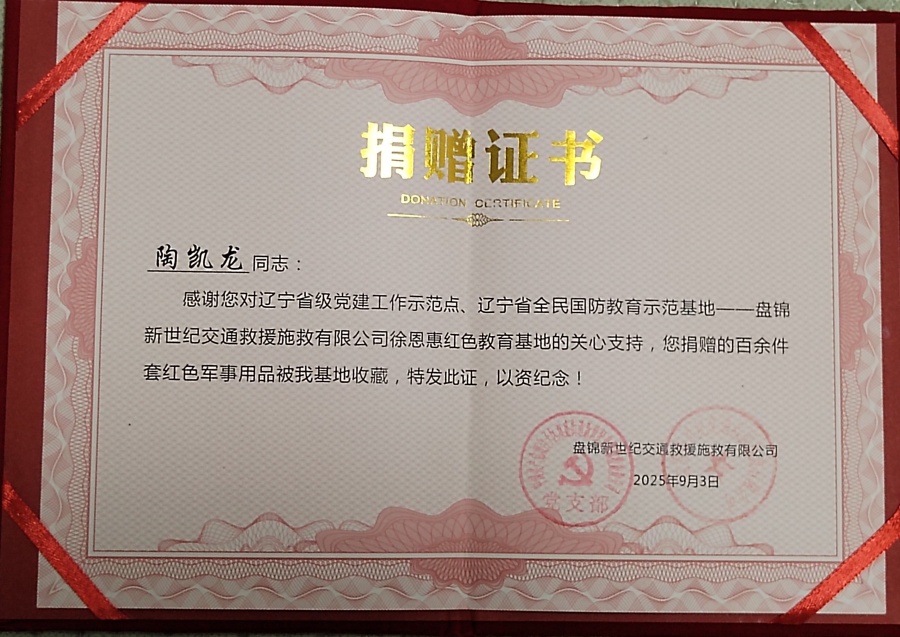 捐赠证书
DONATION CERTIFICATE
陶凯龙同志：
感谢您对辽宁省级党建工作示范点、辽宁省全民国防教育示范基地——盘锦
新世纪交通救援施救有限公司徐恩惠红色教育基地的关心支持，您捐赠的百余件
套红色军事用品被我基地收藏，特发此证，以资纪念！
盘锦新世纪交通救援施救有限公司
2025年9月3日
党支部